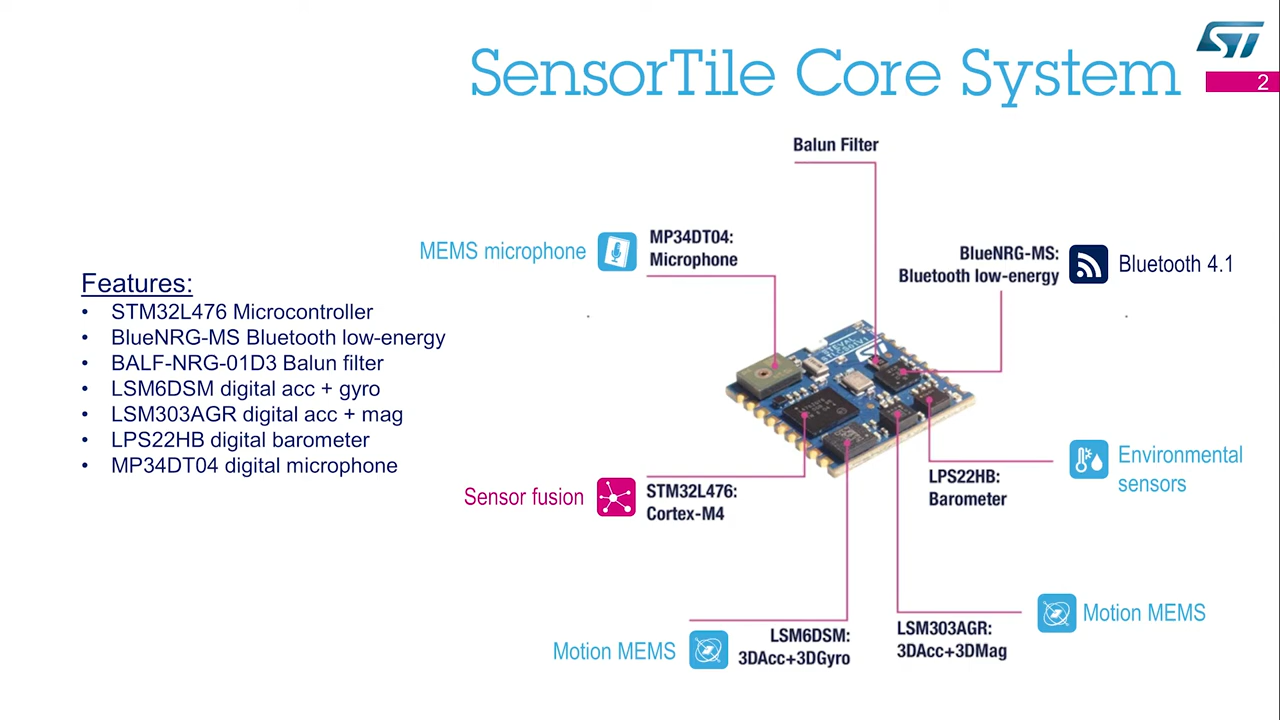 SensorTile Core System
ST
2
Balun Filter
MEMS microphone
MP34DT04:
Microphone
BlueNRG-MS:
Bluetooth low-energy
Bluetooth 4.1
Features:
• STM32L476 Microcontroller
• BlueNRG-MS Bluetooth low-energy
• BALF-NRG-01D3 Balun filter
• LSM6DSM digital acc + gyro
• LSM303AGR digital acc + mag
• LPS22HB digital barometer
• MP34DT04 digital microphone
Sensor fusion
STM32L476:
Cortex-M4
LPS22HB:
Barometer
Environmental
sensors
Motion MEMS
LSM6DSM:
3DAcc+3DGyro
LSM303AGR:
3DAcc+3DMag
Motion MEMS